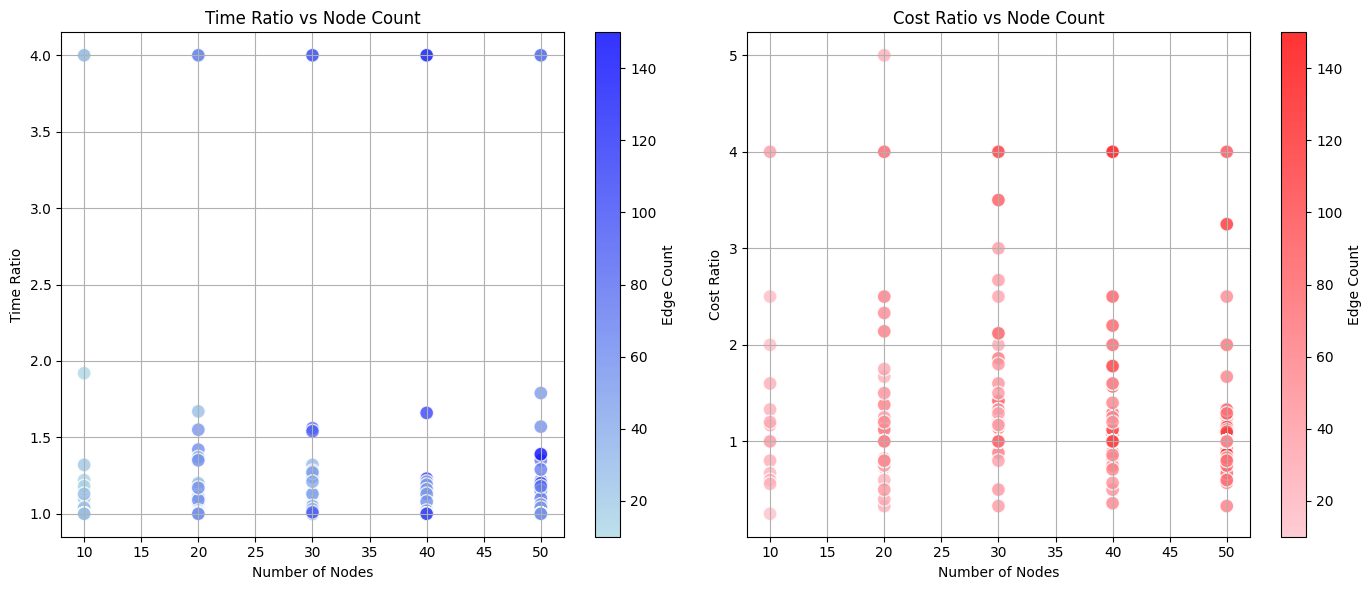 Time Ratio vs Node Count
4.0
3.5
3.0
2.5
2.0
1.5
1.0
Time Ratio
10 15 20 25 30 35 40 45 50
Number of Nodes
140
120
100
80
60
40
20
Edge Count
Cost Ratio vs Node Count
5
4
3
2
1
Cost Ratio
10 15 20 25 30 35 40 45 50
Number of Nodes
140
120
100
80
60
40
20
Edge Count